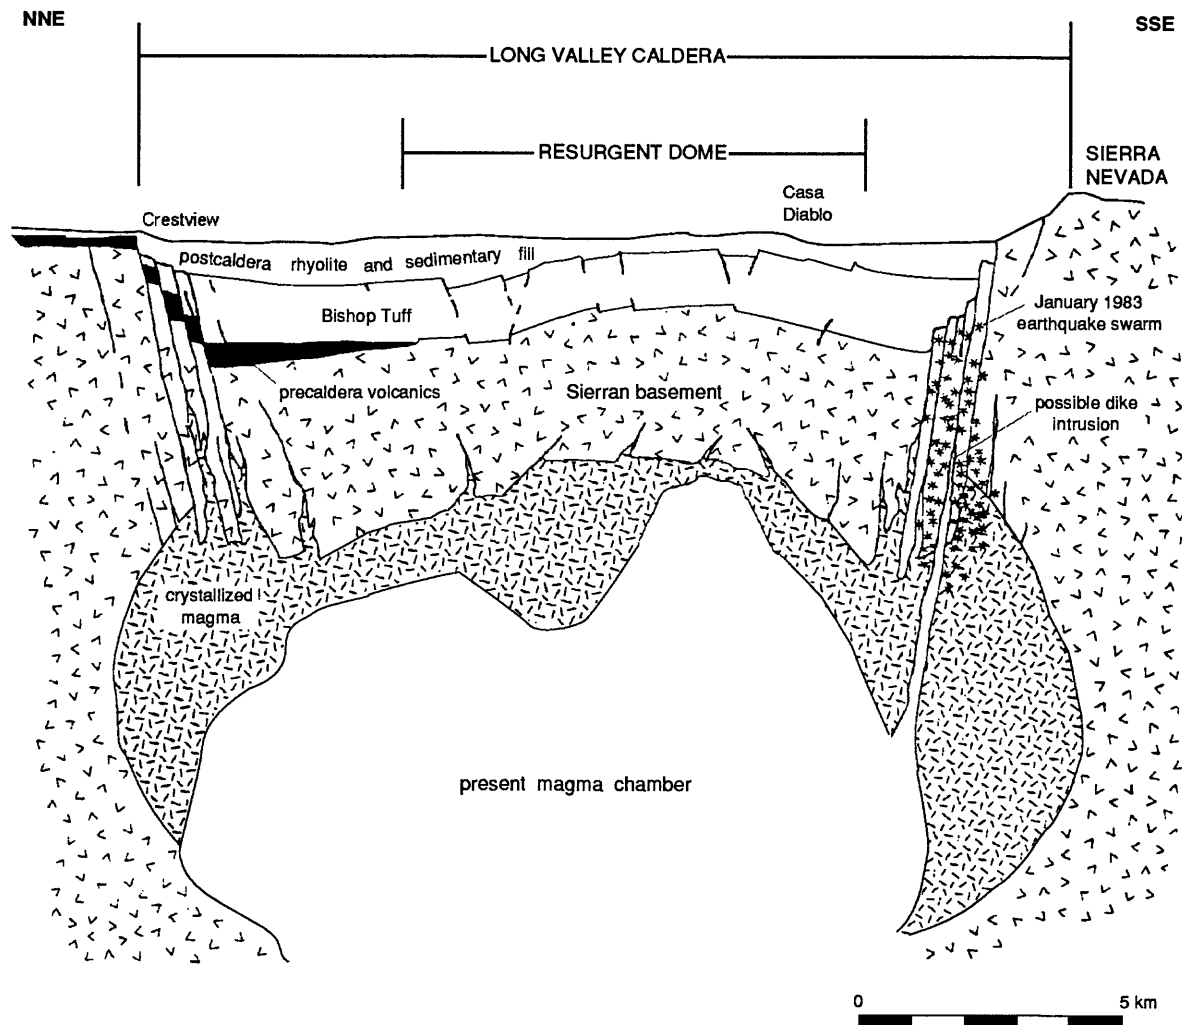 NNE
SSE
LONG VALLEY CALDERA
RESURGENT DOME
SIERRA
NEVADA
Casa
Diablo
Crestview
postcaldera rhyolite and sedimentary fill
Bishop Tuff
January 1983
earthquake swarm
precaldera volcanics
Sierran basement
possible dike
intrusion
crystallized
magma
present magma chamber
0
5 km